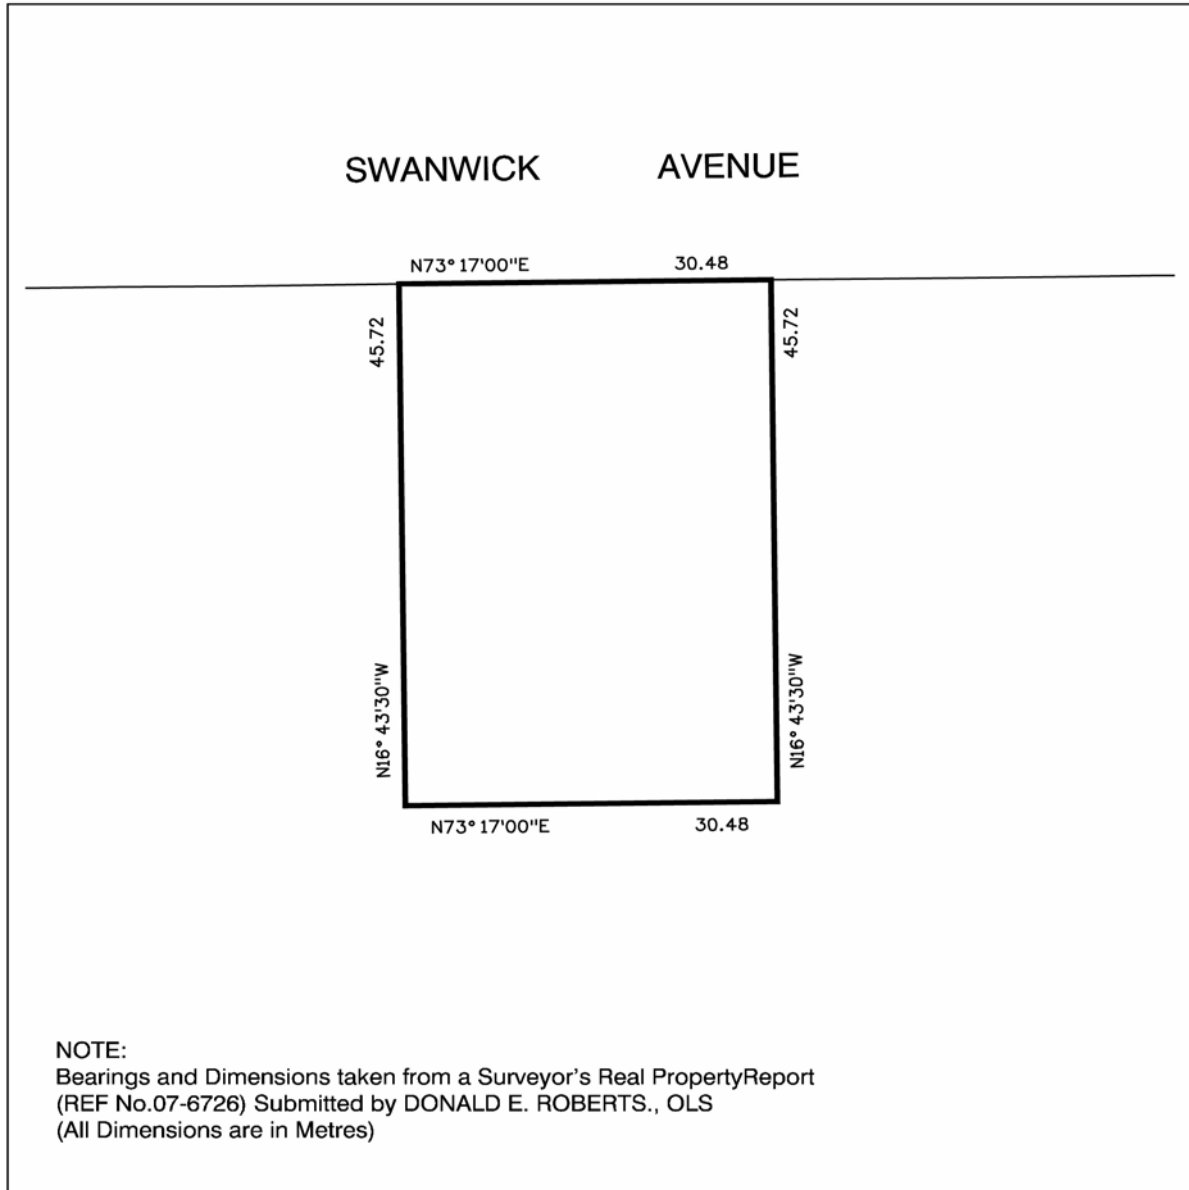 SWANWICK AVENUE
N73° 17'00"E 30.48
45.72
45.72
N16° 43'30"W
N16° 43'30"W
N73° 17'00"E 30.48
NOTE:
Bearings and Dimensions taken from a Surveyor's Real PropertyReport
(REF No.07-6726) Submitted by DONALD E. ROBERTS., OLS
(All Dimensions are in Metres)